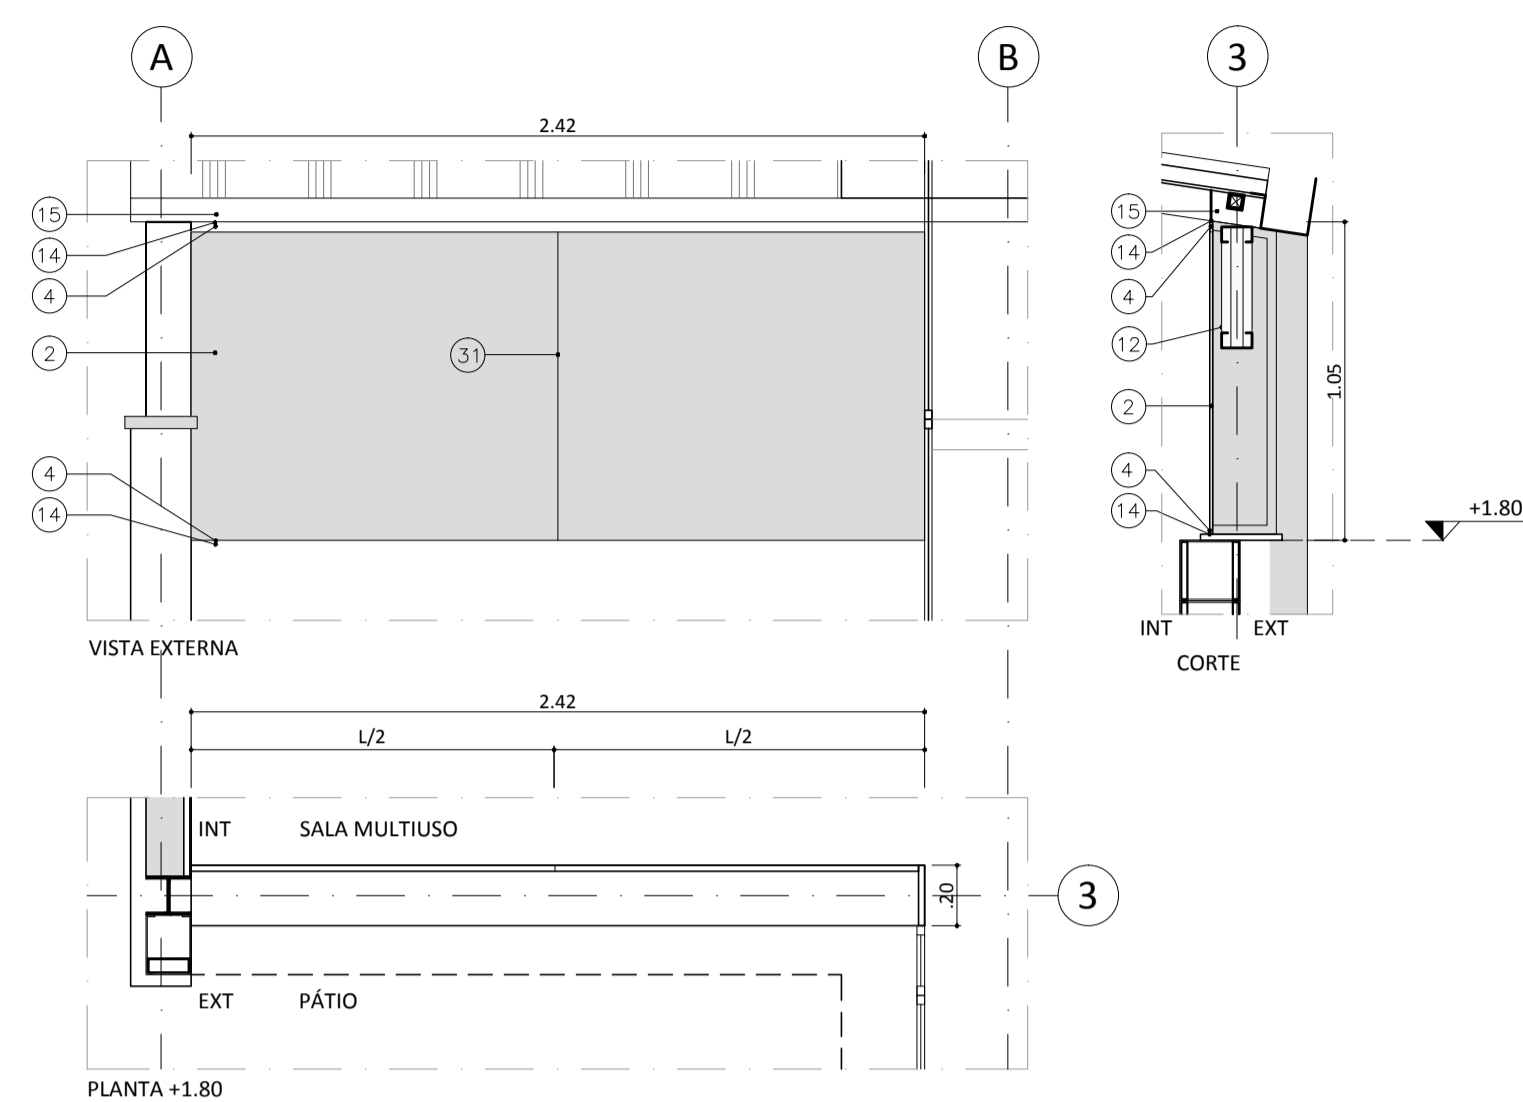 A
B
3
2.42
15
14
4
2
31
4
14
VISTA EXTERNA
15
14
4
12
2
4
14
1.05
+1.80
INT
EXT
CORTE
2.42
L/2
L/2
INT
SALA MULTIUSO
.20
3
EXT
PÁTIO
PLANTA +1.80